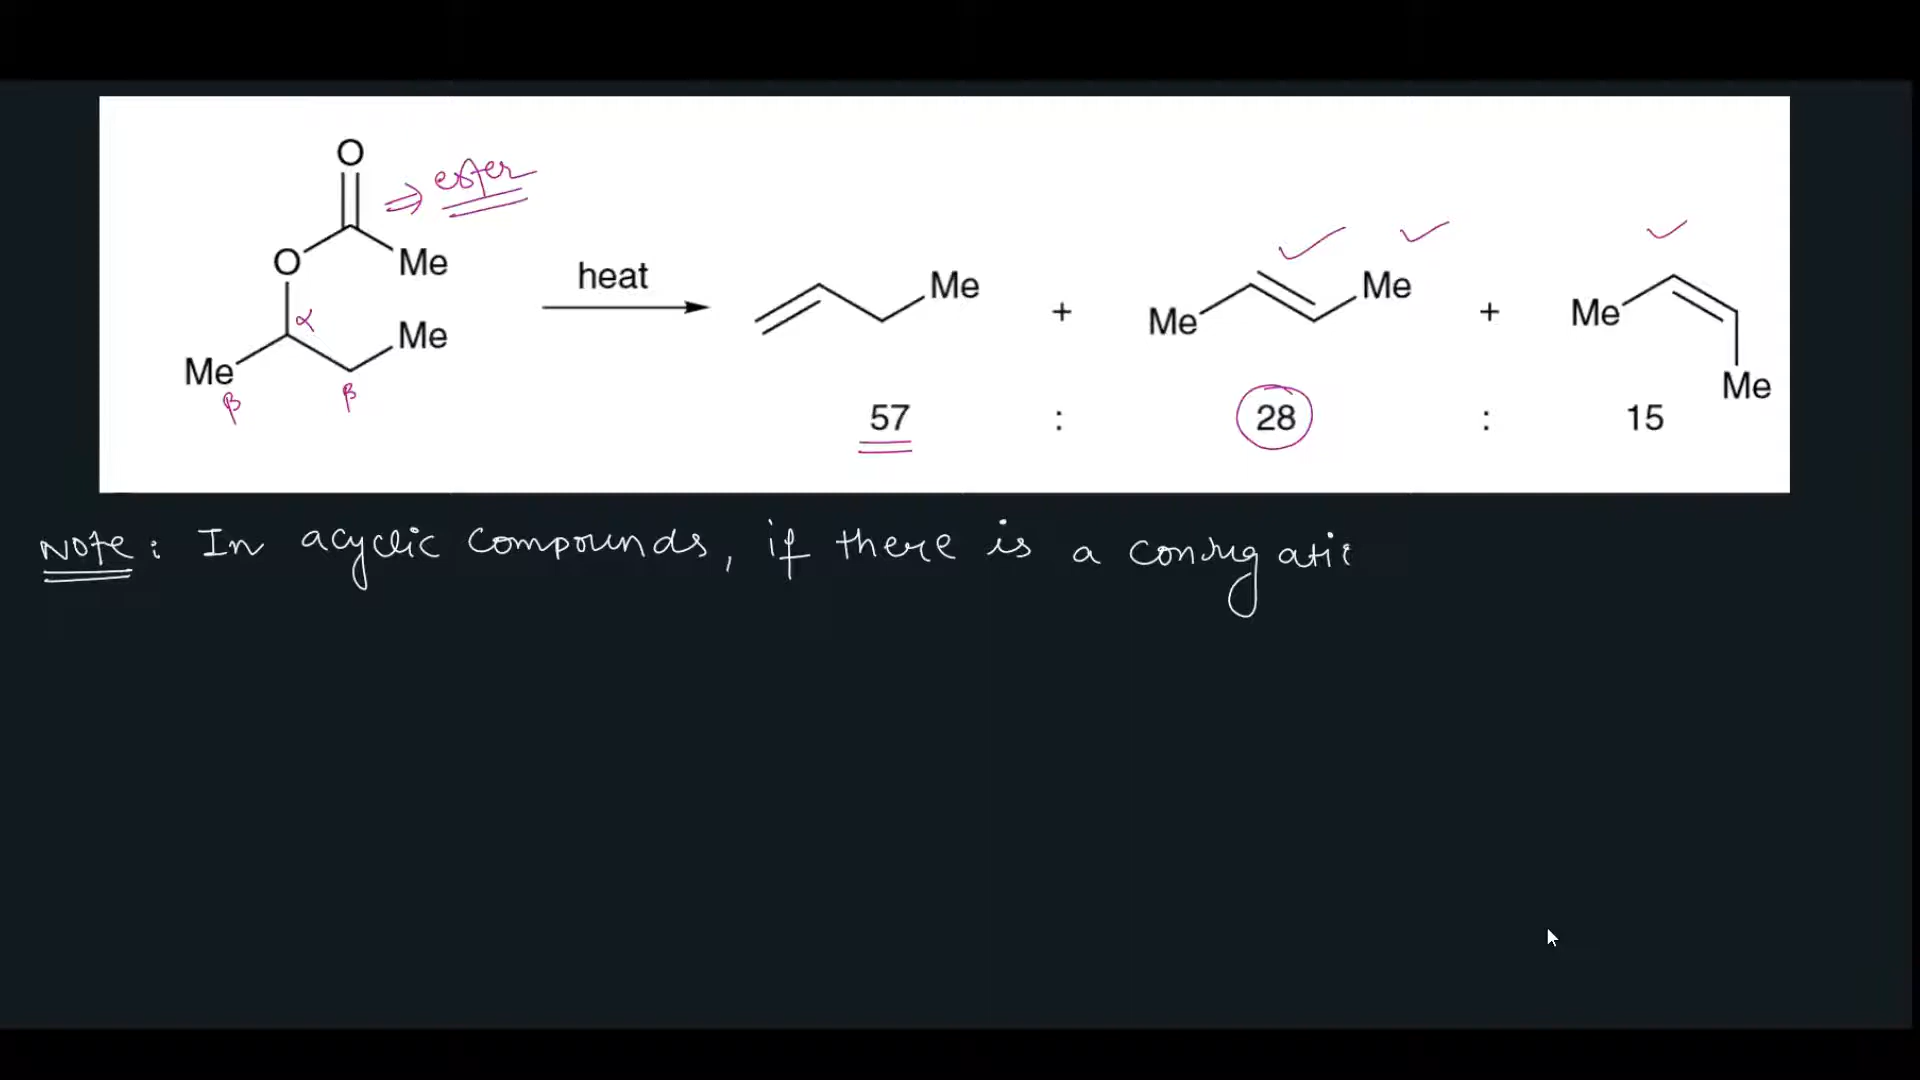 O
⇒ ester
O
Me
heat
α
Me
Me
β
β
Me
+
Me
Me
+
Me
Me
57 : 28 : 15
Note: In acyclic compounds, if there is a conjugatio